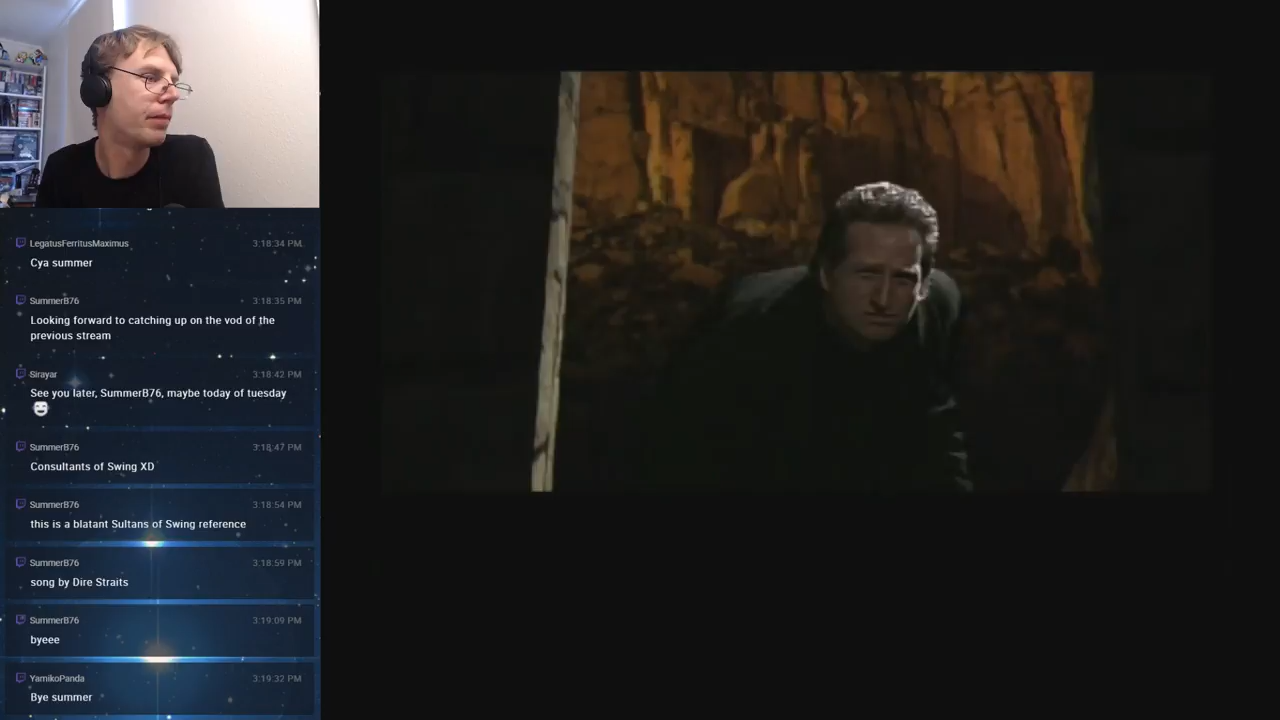 LegatusFerritusMaximus 3:18:34 PM
Cya summer
SummerB76 3:18:35 PM
Looking forward to catching up on the vod of the
previous stream
Sirayar 3:18:42 PM
See you later, SummerB76, maybe today of tuesday
SummerB76 3:18:47 PM
Consultants of Swing XD
SummerB76 3:18:54 PM
this is a blatant Sultans of Swing reference
SummerB76 3:18:59 PM
song by Dire Straits
SummerB76 3:19:09 PM
byeee
YamikoPanda 3:19:32 PM
Bye summer